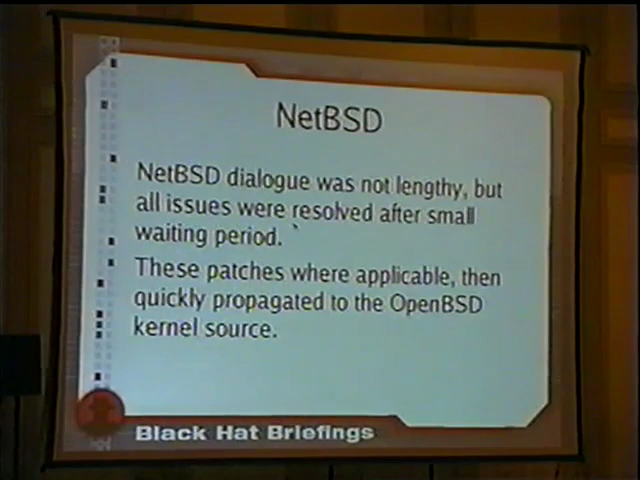 NetBSD
NetBSD dialogue was not lengthy, but
all issues were resolved after small
waiting period.
These patches where applicable, then
quickly propagated to the OpenBSD
kernel source.
Black Hat Briefings